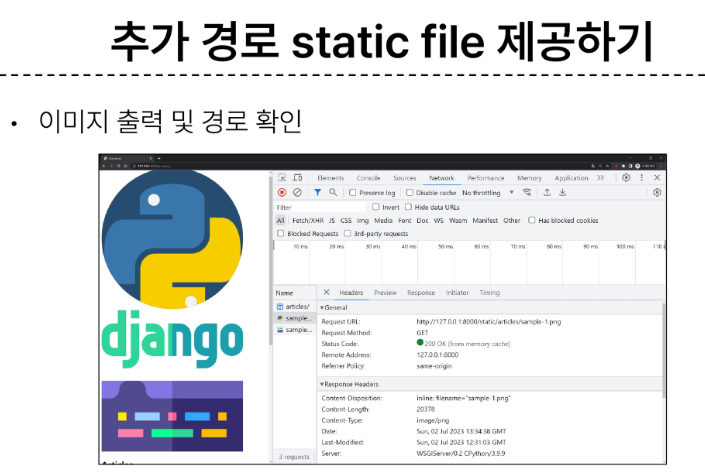 추가 경로 static file 제공하기
• 이미지 출력 및 경로 확인
Elements Console Sources Network Performance Memory Application
Preserve log Disable cache No throttling
Filter Invert Hide data URLs
All Fetch/XHR JS CSS Img Media Font Doc WS Wasm Manifest Other Has blocked cookies
Blocked Requests 3rd-party requests
10 ms 20 ms 30 ms 40 ms 50 ms 60 ms 70 ms 80 ms 90 ms 100 ms 110
Name Headers Preview Response Initiator Timing
articles/ General
sample... Request URL: http://127.0.0.1:8000/static/articles/sample-1.png
sample... Request Method: GET
Status Code: 200 OK (from memory cache)
Remote Address: 127.0.0.1:8000
Referrer Policy: same-origin
django
Response Headers
Content-Disposition: inline; filename="sample-1.png"
Content-Length: 20378
Content-Type: image/png
Date: Sun, 02 Jul 2023 13:34:38 GMT
Last-Modified: Sun, 02 Jul 2023 12:31:03 GMT
3 requests Server: WSGIServer/0.2 CPython/3.9.9